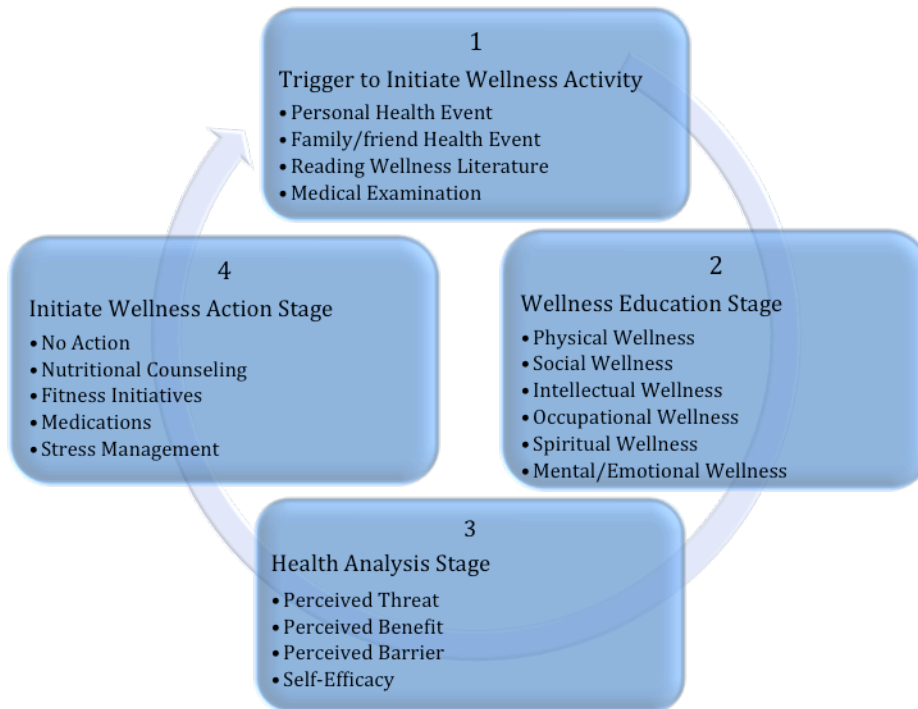 1
Trigger to Initiate Wellness Activity
• Personal Health Event
• Family/friend Health Event
• Reading Wellness Literature
• Medical Examination
2
Wellness Education Stage
• Physical Wellness
• Social Wellness
• Intellectual Wellness
• Occupational Wellness
• Spiritual Wellness
• Mental/Emotional Wellness
3
Health Analysis Stage
• Perceived Threat
• Perceived Benefit
• Perceived Barrier
• Self-Efficacy
4
Initiate Wellness Action Stage
• No Action
• Nutritional Counseling
• Fitness Initiatives
• Medications
• Stress Management